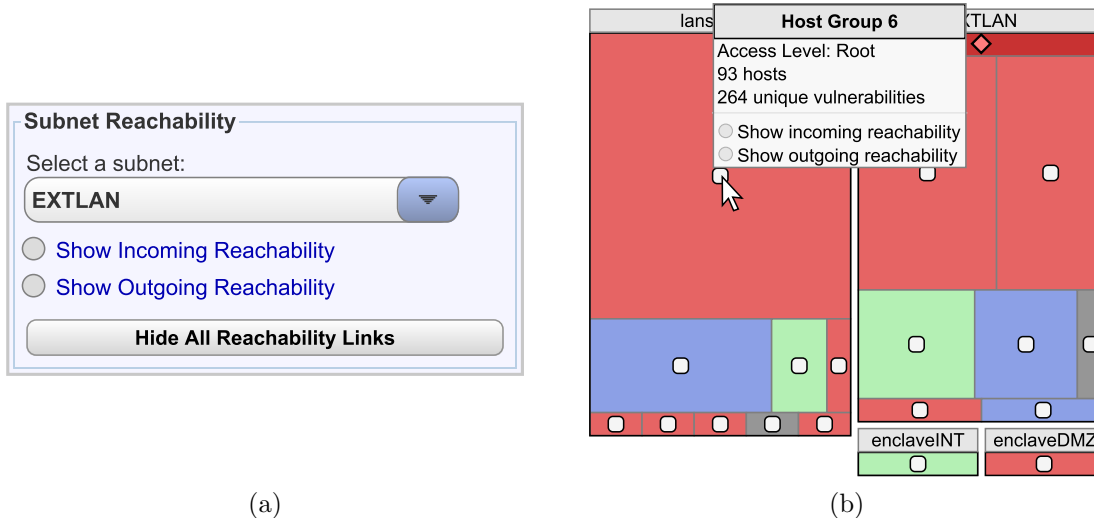 Subnet Reachability
Select a subnet:
EXTLAN
Show Incoming Reachability
Show Outgoing Reachability
Hide All Reachability Links
(a)
Host Group 6
Access Level: Root
93 hosts
264 unique vulnerabilities
Show incoming reachability
Show outgoing reachability
enclaveINT
enclaveDMZ
(b)